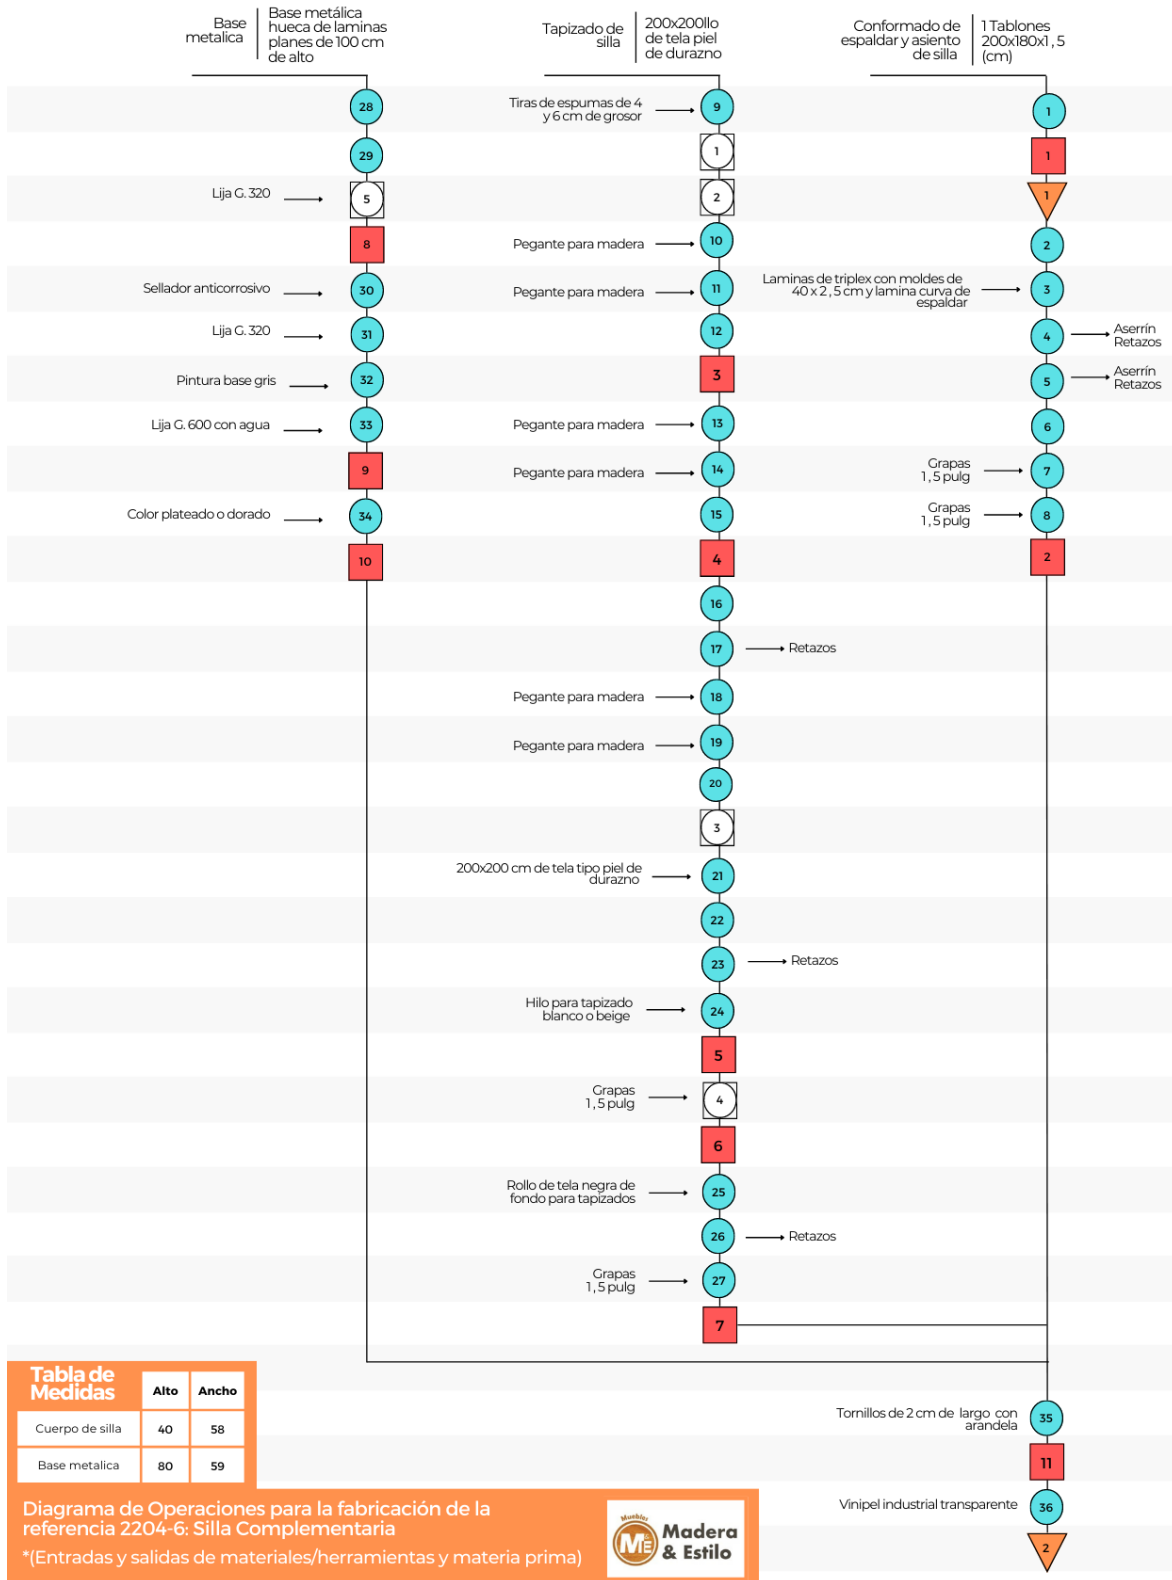 Base
metalica
Base metálica
hueca de laminas
planes de 100 cm
de alto
28
29
Lija G. 320
5
8
Sellador anticorrosivo
30
Lija G. 320
31
Pintura base gris
32
Lija G. 600 con agua
33
9
Color plateado o dorado
34
10
Tapizado de
silla
200x200llo
de tela piel
de durazno
Tiras de espumas de 4
y 6 cm de grosor
9
1
2
Pegante para madera
10
Pegante para madera
11
12
3
Pegante para madera
13
Pegante para madera
14
15
4
16
17
Retazos
Pegante para madera
18
Pegante para madera
19
20
3
200x200 cm de tela tipo piel de
durazno
21
22
23
Retazos
Hilo para tapizado
blanco o beige
24
5
Grapas
1,5 pulg
4
6
Rollo de tela negra de
fondo para tapizados
25
26
Retazos
Grapas
1,5 pulg
27
7
Conformado de
espaldar y asiento
de silla
1 Tablones
200x180x1,5
(cm)
1
1
1
2
Laminas de triplex con moldes de
40 x 2,5 cm y lamina curva de
espaldar
3
4
Aserrín
Retazos
5
Aserrín
Retazos
6
Grapas
1,5 pulg
7
Grapas
1,5 pulg
8
2
Tornillos de 2 cm de largo con
arandela
35
11
Vinipel industrial transparente
36
2
Tabla de
Medidas
Alto
Ancho
Cuerpo de silla
40
58
Base metalica
80
59
Diagrama de Operaciones para la fabricación de la
referencia 2204-6: Silla Complementaria
*(Entradas y salidas de materiales/herramientas y materia prima)
Muebles
ME
Madera
& Estilo